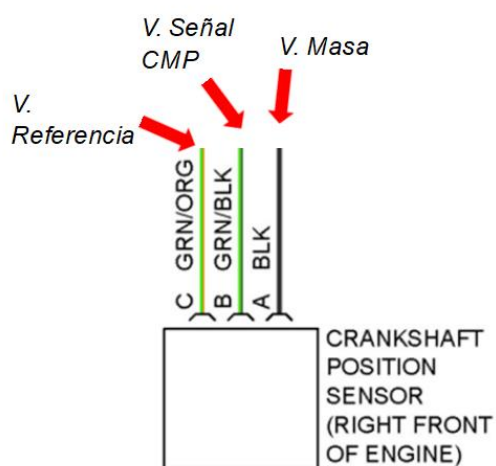 V. Señal
CMP
V. Masa
V.
Referencia
C GRN/ORG
B GRN/BLK
A BLK
CRANKSHAFT
POSITION
SENSOR
(RIGHT FRONT
OF ENGINE)